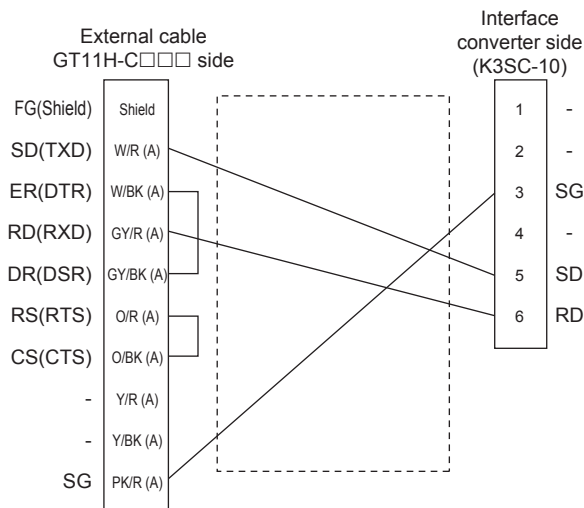 External cable
GT11H-C□□□ side
Interface
converter side
(K3SC-10)
FG(Shield) Shield
SD(TXD) W/R (A)
ER(DTR) W/BK (A)
RD(RXD) GY/R (A)
DR(DSR) GY/BK (A)
RS(RTS) O/R (A)
CS(CTS) O/BK (A)
- Y/R (A)
- Y/BK (A)
SG PK/R (A)
1 -
2 -
3 SG
4 -
5 SD
6 RD